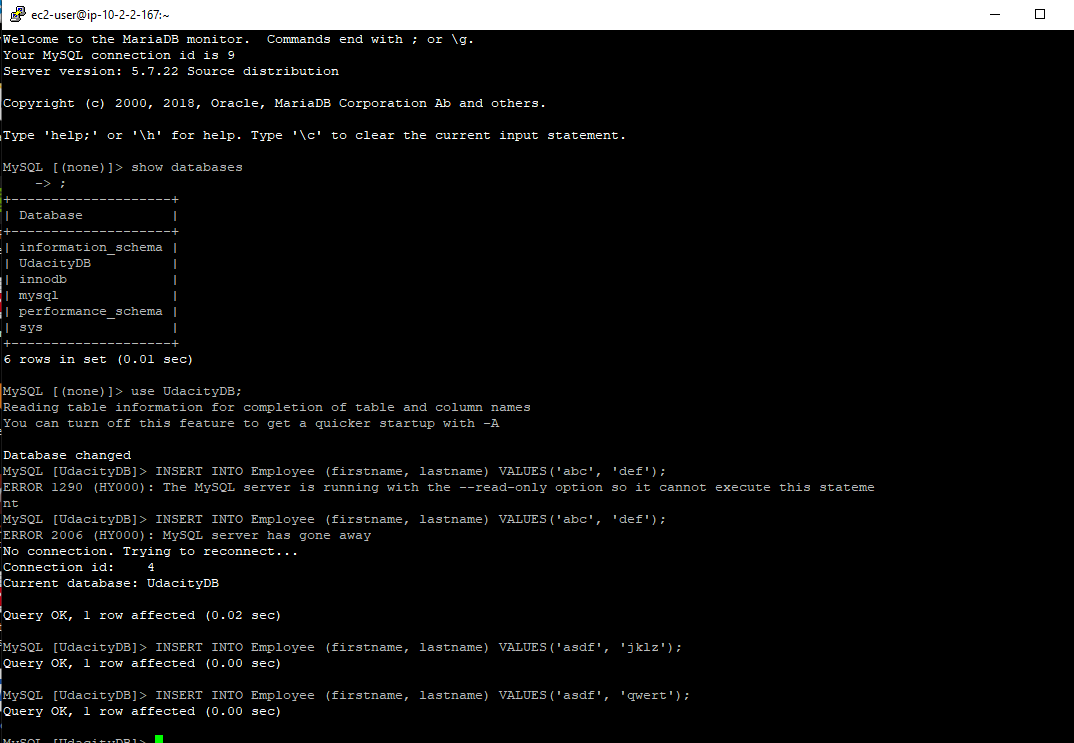 ec2-user@ip-10-2-2-167:~
Welcome to the MariaDB monitor.  Commands end with ; or \g.
Your MySQL connection id is 9
Server version: 5.7.22 Source distribution
Copyright (c) 2000, 2018, Oracle, MariaDB Corporation Ab and others.
Type 'help;' or '\h' for help. Type '\c' to clear the current input statement.
MySQL [(none)]> show databases
    -> ;
+--------------------+
| Database           |
+--------------------+
| information_schema |
| UdacityDB          |
| innodb             |
| mysql              |
| performance_schema |
| sys                |
+--------------------+
6 rows in set (0.01 sec)
MySQL [(none)]> use UdacityDB;
Reading table information for completion of table and column names
You can turn off this feature to get a quicker startup with -A
Database changed
MySQL [UdacityDB]> INSERT INTO Employee (firstname, lastname) VALUES('abc', 'def');
ERROR 1290 (HY000): The MySQL server is running with the --read-only option so it cannot execute this stateme
nt
MySQL [UdacityDB]> INSERT INTO Employee (firstname, lastname) VALUES('abc', 'def');
ERROR 2006 (HY000): MySQL server has gone away
No connection. Trying to reconnect...
Connection id:    4
Current database: UdacityDB
Query OK, 1 row affected (0.02 sec)
MySQL [UdacityDB]> INSERT INTO Employee (firstname, lastname) VALUES('asdf', 'jklz');
Query OK, 1 row affected (0.00 sec)
MySQL [UdacityDB]> INSERT INTO Employee (firstname, lastname) VALUES('asdf', 'qwert');
Query OK, 1 row affected (0.00 sec)
MySQL [UdacityDB]>